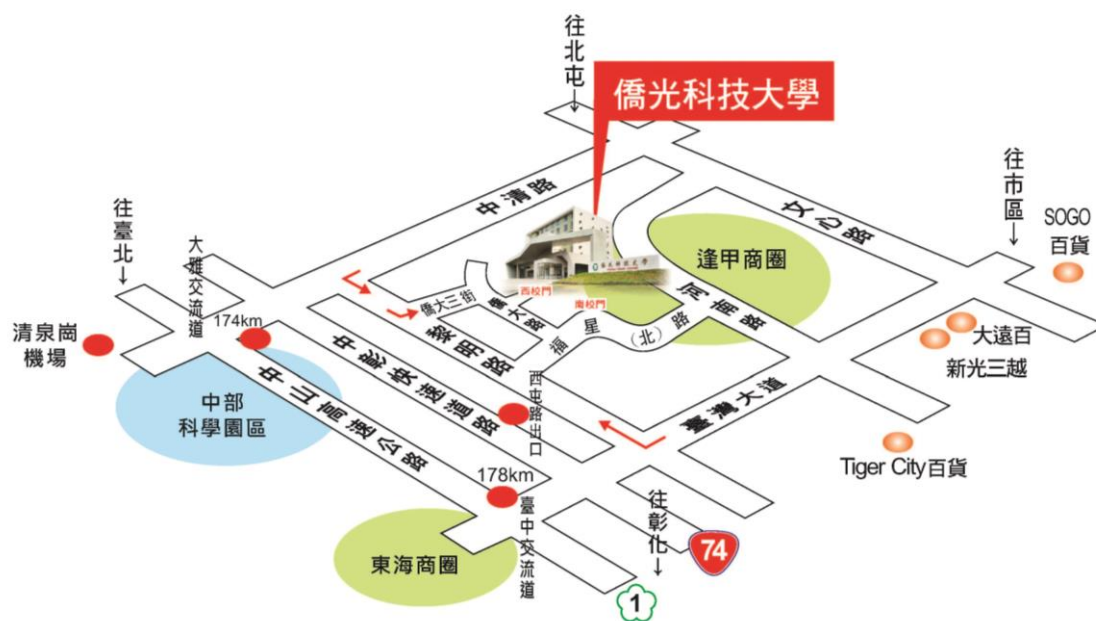 往北屯
僑光科技大學
往臺北
大雅交流道
中清路
文心路
往市區
SOGO
百貨
逢甲商圈
僑光科技大學
西校門
南校門
僑大三街
僑大路
福星(北)路
河南路
黎明路
清泉崗
機場
174km
中部
科學園區
中彰快速道路
中山高速公路
西屯路出口
臺灣大道
大遠百
新光三越
Tiger City百貨
178km
臺中交流道
往彰化
東海商圈
74
1